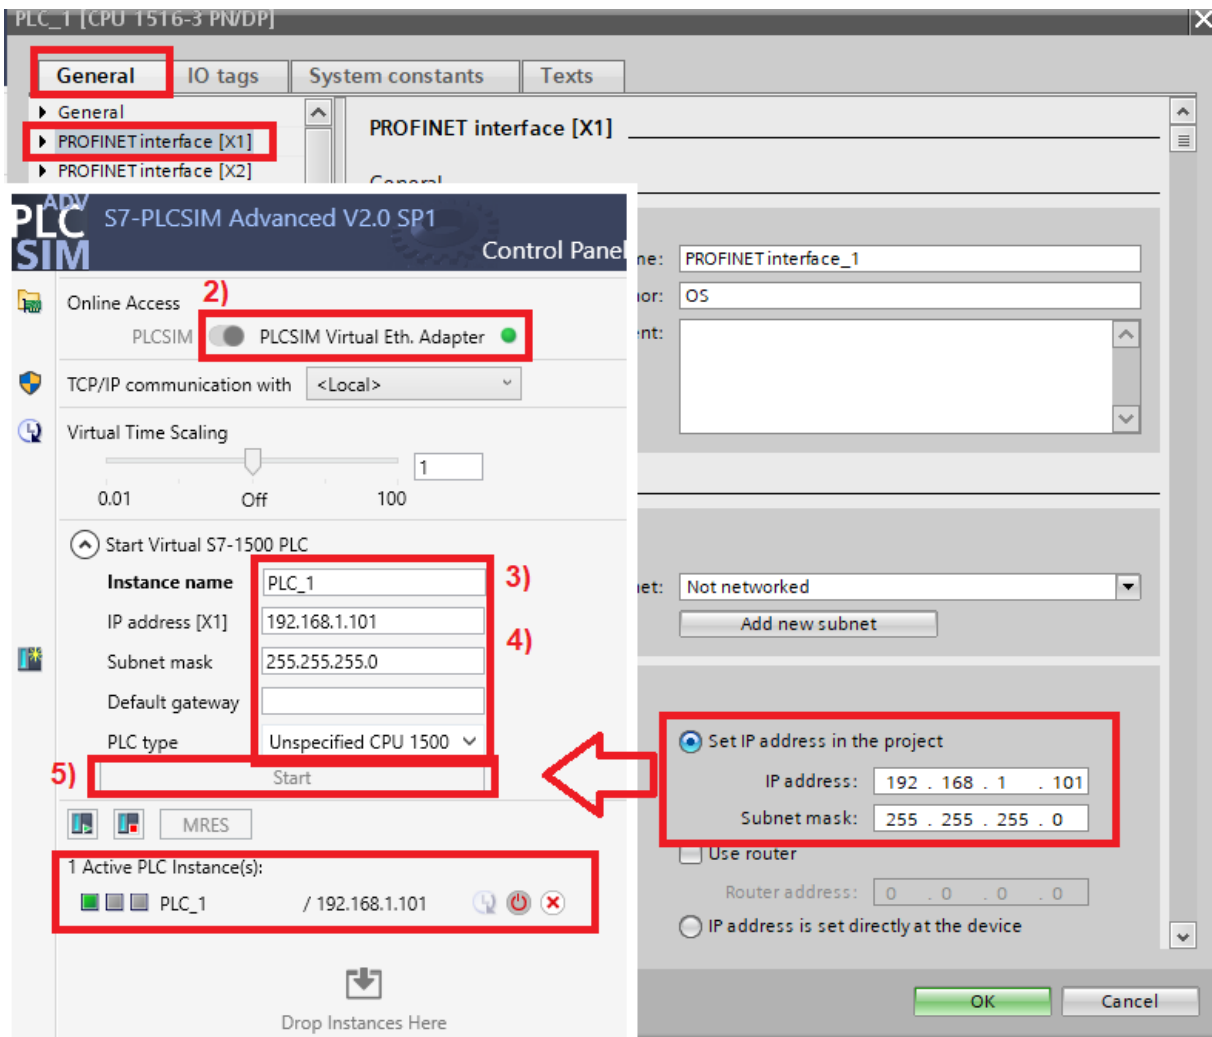 PLC_1 [CPU 1516-3 PN/DP]
General IO tags System constants Texts
General
PROFINET interface [X1]
PROFINET interface [X2]
PROFINET interface [X1]
General
ADV
PLC
SIM
S7-PLCSIM Advanced V2.0 SP1
Control Panel
Online Access
2)
PLCSIM PLCSIM Virtual Eth. Adapter
TCP/IP communication with <Local>
Virtual Time Scaling
1
0.01 Off 100
Start Virtual S7-1500 PLC
Instance name PLC_1
3)
IP address [X1] 192.168.1.101
4)
Subnet mask 255.255.255.0
Default gateway
PLC type Unspecified CPU 1500
5)
Start
MRES
1 Active PLC Instance(s):
PLC_1 / 192.168.1.101
Drop Instances Here
me: PROFINET interface_1
nor: OS
nt:
net: Not networked
Add new subnet
Set IP address in the project
IP address: 192 . 168 . 1 . 101
Subnet mask: 255 . 255 . 255 . 0
Use router
Router address: 0 . 0 . 0 . 0
IP address is set directly at the device
OK Cancel